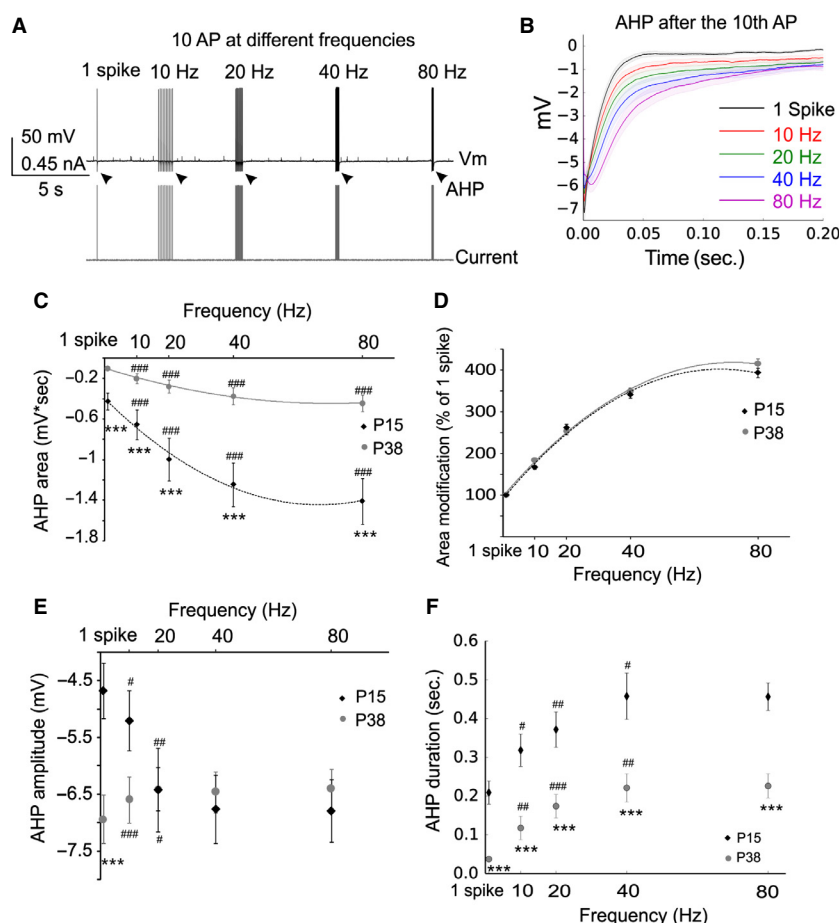 A
10 AP at different frequencies
1 spike 10 Hz 20 Hz 40 Hz 80 Hz
50 mV
0.45 nA
5 s
Vm
AHP
Current
B
AHP after the 10th AP
mV
0
−1
−2
−3
−4
−5
−6
−7
1 Spike
10 Hz
20 Hz
40 Hz
80 Hz
0.00 0.05 0.10 0.15 0.20
Time (sec.)
C
Frequency (Hz)
1 spike 10 20 40 80
AHP area (mV*sec)
−0.2
−0.6
−1
−1.4
−1.8
### ### ### ###
### ### ### ###
*** *** *** *** ***
P15
P38
D
Area modification (% of 1 spike)
400
300
200
100
P15
P38
1 spike 10 20 40 80
Frequency (Hz)
E
Frequency (Hz)
1 spike 10 20 40 80
AHP amplitude (mV)
−4.5
−5.5
−6.5
−7.5
# ##
### #
***
P15
P38
F
AHP duration (sec.)
0.6
0.5
0.4
0.3
0.2
0.1
0.0
# ## #
## ### ##
*** *** *** *** ***
P15
P38
1 spike 10 20 40 80
Frequency (Hz)